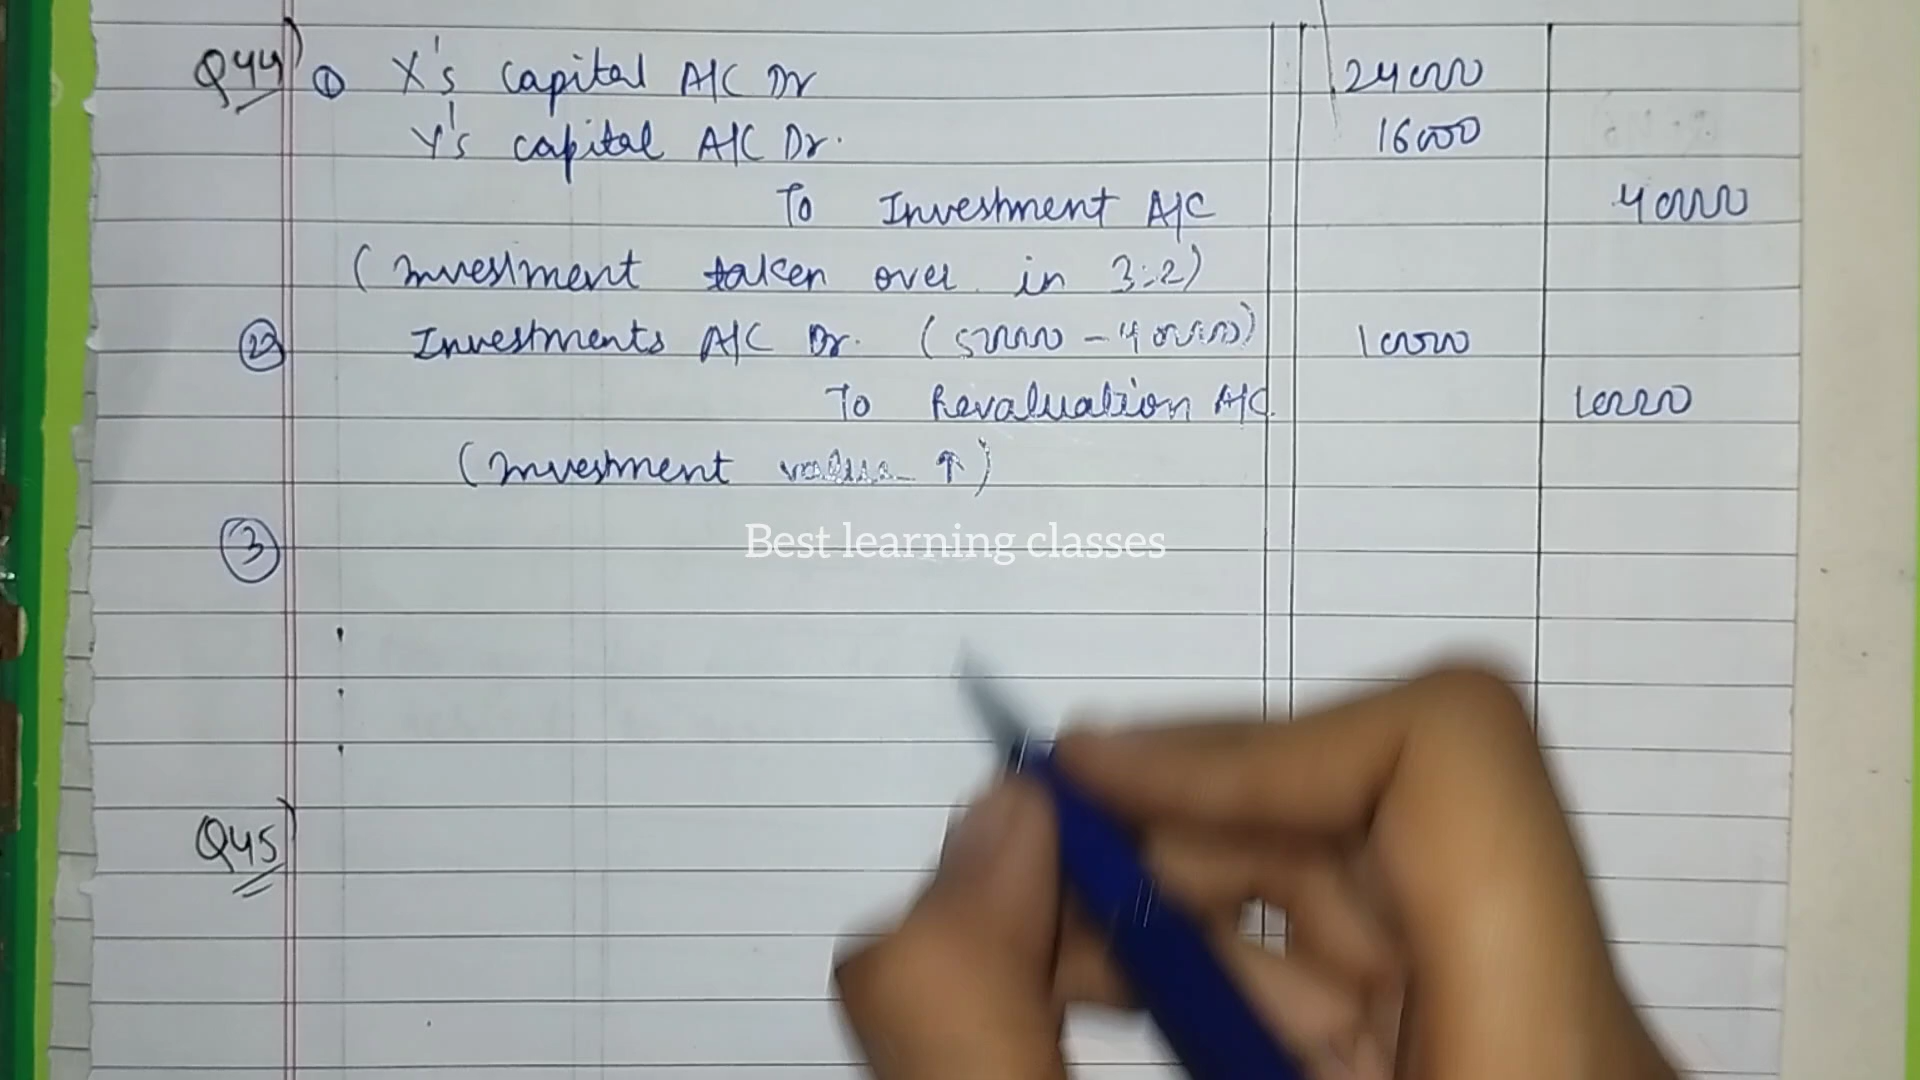 Q44) ① X's capital A/C Dr 24000
Y's capital A/C Dr. 16000
To Investment A/C 40000
(Investment taken over in 3:2)
② Investments A/C Dr. (50000 - 40000) 10000
To Revaluation A/C 10000
(Investment value ↑)
③
Best learning classes
Q45)